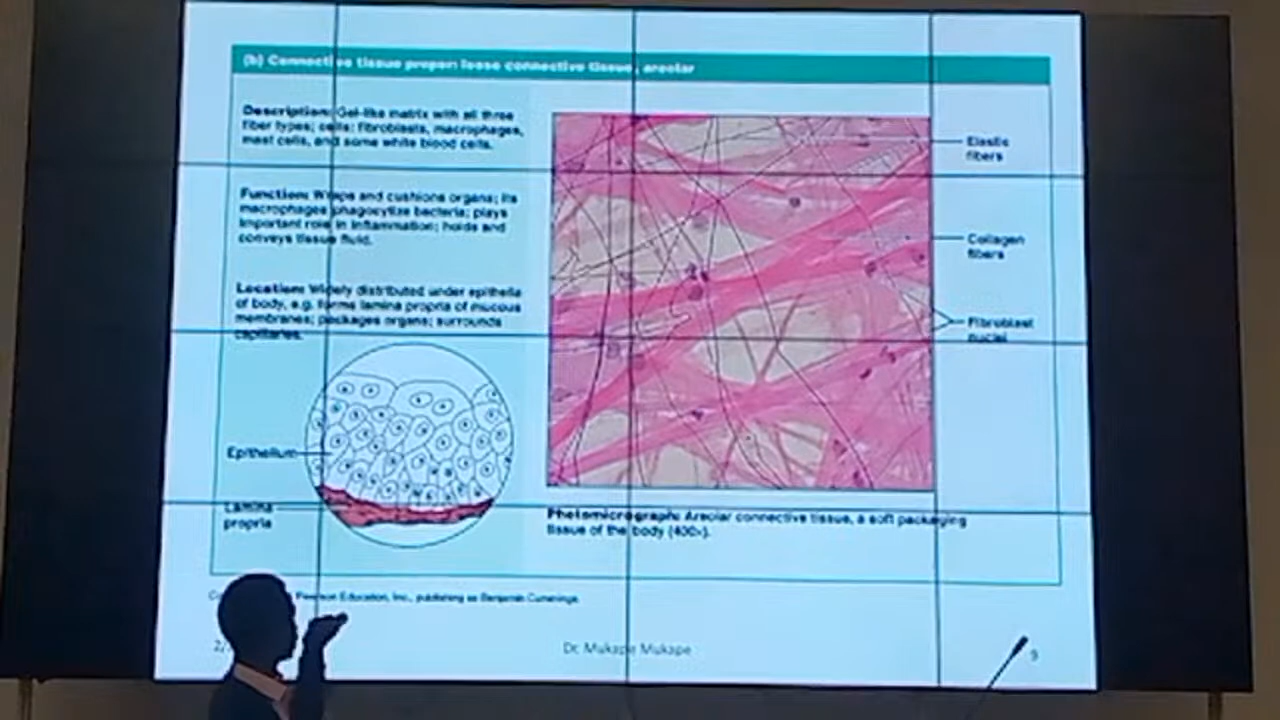 (b) Connective tissue proper: loose connective tissue, areolar
Description: Gel-like matrix with all three
fiber types; cells: fibroblasts, macrophages,
mast cells, and some white blood cells.
Function: Wraps and cushions organs; its
macrophages phagocytize bacteria; plays
important role in inflammation; holds and
conveys tissue fluid.
Location: Widely distributed under epithelia
of body, e.g. forms lamina propria of mucous
membranes; packages organs; surrounds
capillaries.
Elastic
fibers
Collagen
fibers
Fibroblast
nuclei
Epithelium
Lamina
propria
Photomicrograph: Areolar connective tissue, a soft packaging
tissue of the body (400x).
Pearson Education, Inc., publishing as Benjamin Cummings
Dr. Mukape Mukape
9